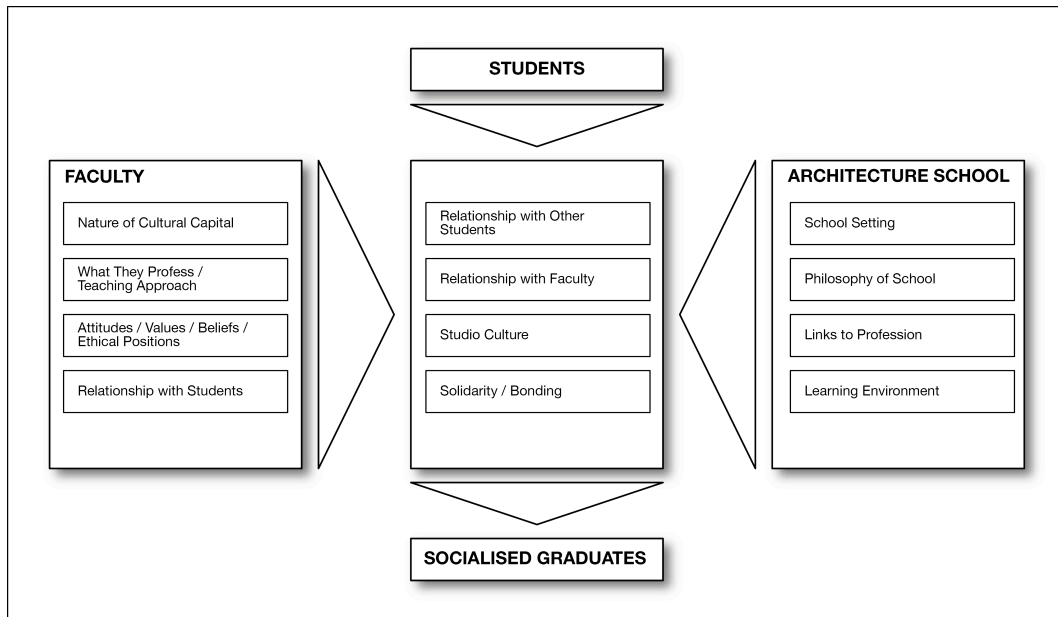 STUDENTS
FACULTY
Nature of Cultural Capital
What They Profess /
Teaching Approach
Attitudes / Values / Beliefs /
Ethical Positions
Relationship with Students
Relationship with Other
Students
Relationship with Faculty
Studio Culture
Solidarity / Bonding
ARCHITECTURE SCHOOL
School Setting
Philosophy of School
Links to Profession
Learning Environment
SOCIALISED GRADUATES